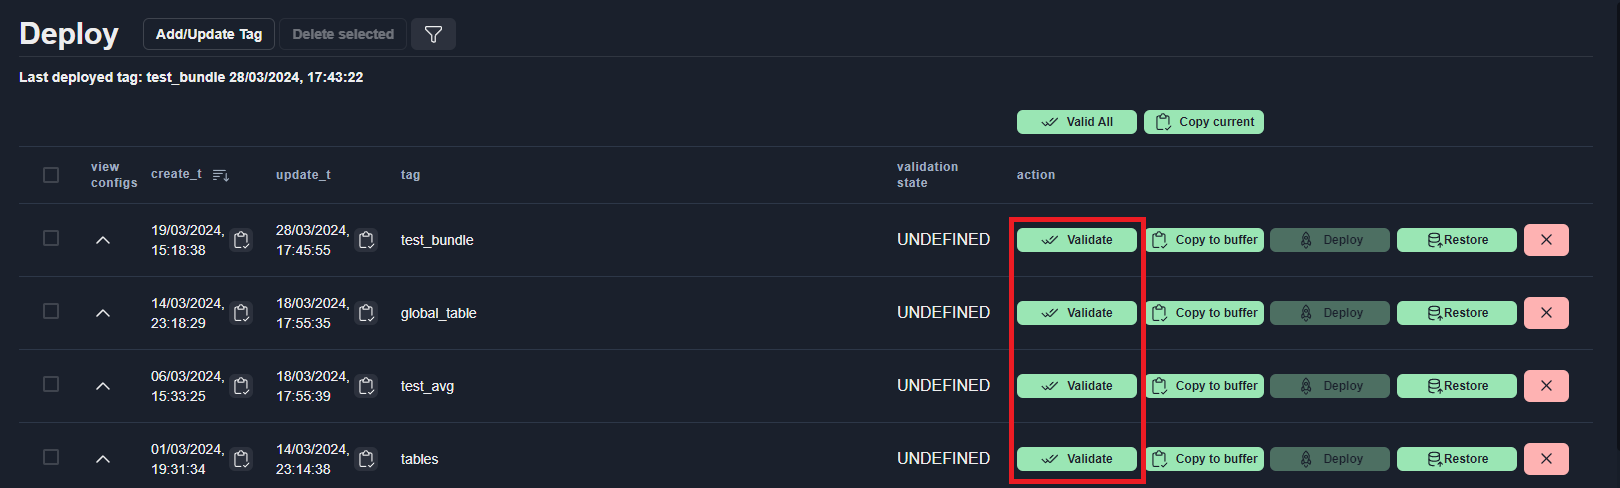 Deploy Add/Update Tag Delete selected
Last deployed tag: test_bundle 28/03/2024, 17:43:22
Valid All Copy current
view configs create_t update_t tag validation state action
19/03/2024, 15:18:38 28/03/2024, 17:45:55 test_bundle UNDEFINED Validate Copy to buffer Deploy Restore
14/03/2024, 23:18:29 18/03/2024, 17:55:35 global_table UNDEFINED Validate Copy to buffer Deploy Restore
06/03/2024, 15:33:25 18/03/2024, 17:55:39 test_avg UNDEFINED Validate Copy to buffer Deploy Restore
01/03/2024, 19:31:34 14/03/2024, 23:14:38 tables UNDEFINED Validate Copy to buffer Deploy Restore